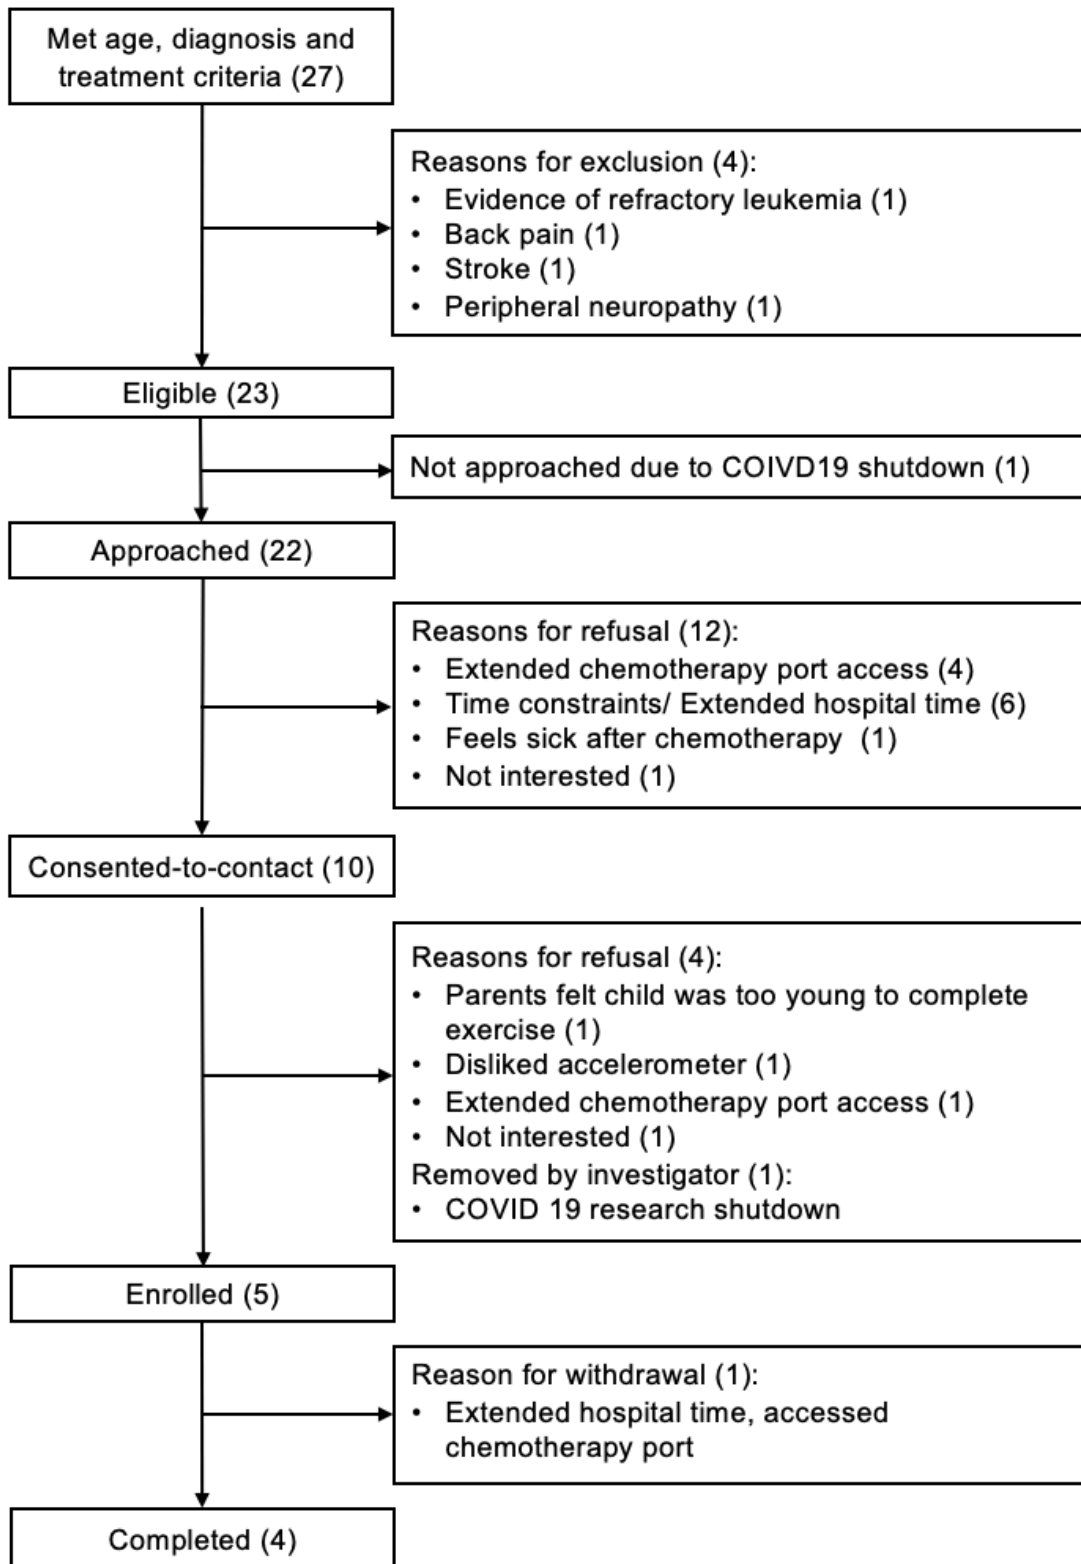 Met age, diagnosis and
treatment criteria (27)
Reasons for exclusion (4):
• Evidence of refractory leukemia (1)
• Back pain (1)
• Stroke (1)
• Peripheral neuropathy (1)
Eligible (23)
Not approached due to COIVD19 shutdown (1)
Approached (22)
Reasons for refusal (12):
• Extended chemotherapy port access (4)
• Time constraints/ Extended hospital time (6)
• Feels sick after chemotherapy (1)
• Not interested (1)
Consented-to-contact (10)
Reasons for refusal (4):
• Parents felt child was too young to complete
exercise (1)
• Disliked accelerometer (1)
• Extended chemotherapy port access (1)
• Not interested (1)
Removed by investigator (1):
• COVID 19 research shutdown
Enrolled (5)
Reason for withdrawal (1):
• Extended hospital time, accessed
chemotherapy port
Completed (4)